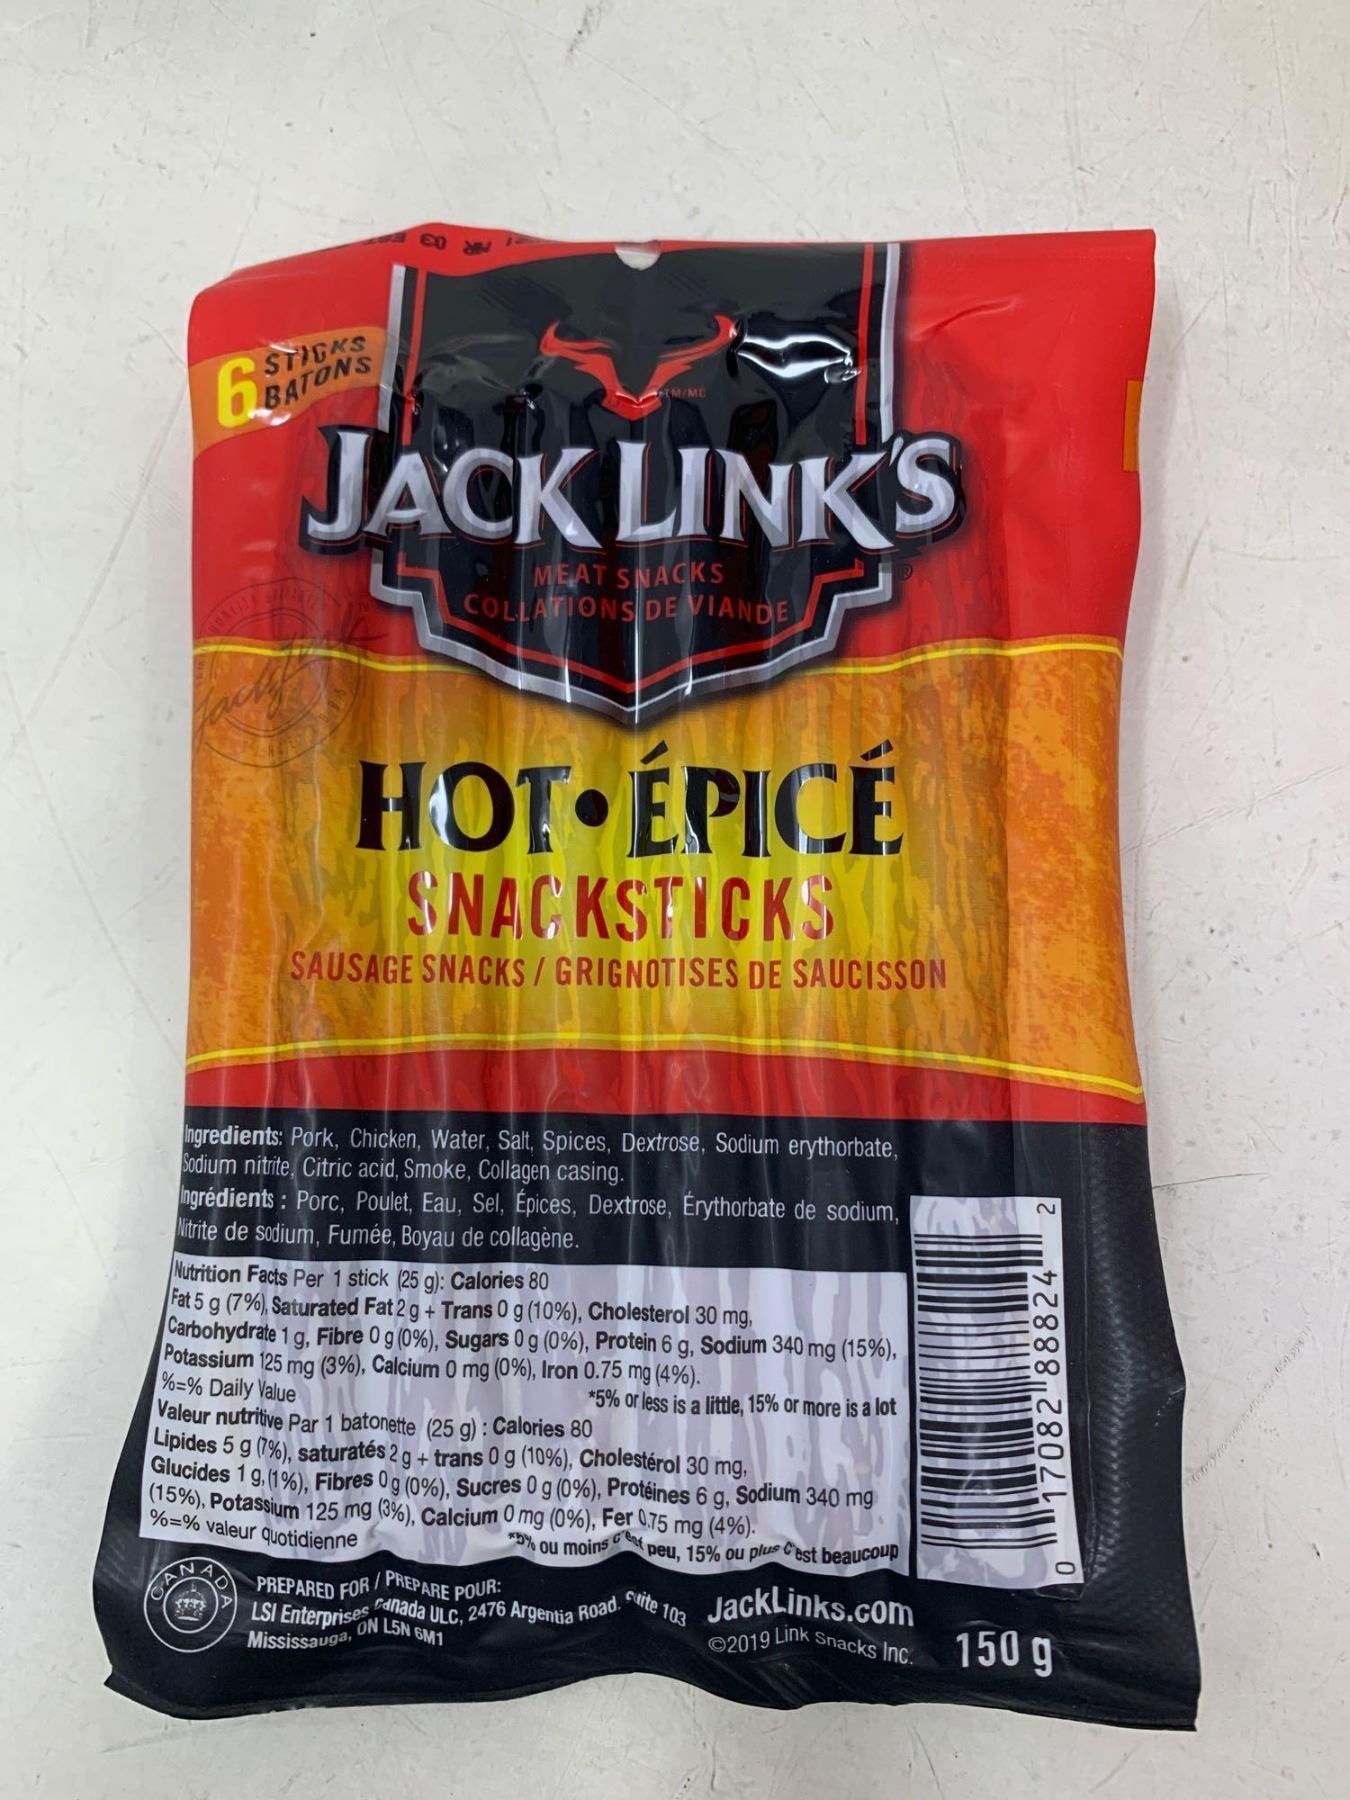 6 STICKS
BATONS
TM/MC
JACK LINK'S
MEAT SNACKS
COLLATIONS DE VIANDE
®
HOT • ÉPICÉ
SNACKSTICKS
SAUSAGE SNACKS / GRIGNOTISES DE SAUCISSON
Ingredients: Pork, Chicken, Water, Salt, Spices, Dextrose, Sodium erythorbate,
Sodium nitrite, Citric acid, Smoke, Collagen casing.
Ingrédients : Porc, Poulet, Eau, Sel, Épices, Dextrose, Érythorbate de sodium,
Nitrite de sodium, Fumée, Boyau de collagène.
Nutrition Facts Per 1 stick (25 g): Calories 80
Fat 5 g (7%), Saturated Fat 2 g + Trans 0 g (10%), Cholesterol 30 mg,
Carbohydrate 1 g, Fibre 0 g (0%), Sugars 0 g (0%), Protein 6 g, Sodium 340 mg (15%),
Potassium 125 mg (3%), Calcium 0 mg (0%), Iron 0.75 mg (4%).
%=% Daily Value *5% or less is a little, 15% or more is a lot
Valeur nutritive Par 1 batonette (25 g) : Calories 80
Lipides 5 g (7%), saturatés 2 g + trans 0 g (10%), Cholestérol 30 mg,
Glucides 1 g,(1%), Fibres 0 g (0%), Sucres 0 g (0%), Protéines 6 g, Sodium 340 mg
(15%), Potassium 125 mg (3%), Calcium 0 mg (0%), Fer 0.75 mg (4%).
%=% valeur quotidienne *5% ou moins c'est peu, 15% ou plus c'est beaucoup
0 17082 88824 2
CANADA
PREPARED FOR / PREPARE POUR:
LSI Enterprises Canada ULC, 2476 Argentia Road, Suite 103
Mississauga, ON L5N 6M1
JackLinks.com
©2019 Link Snacks Inc.
150 g